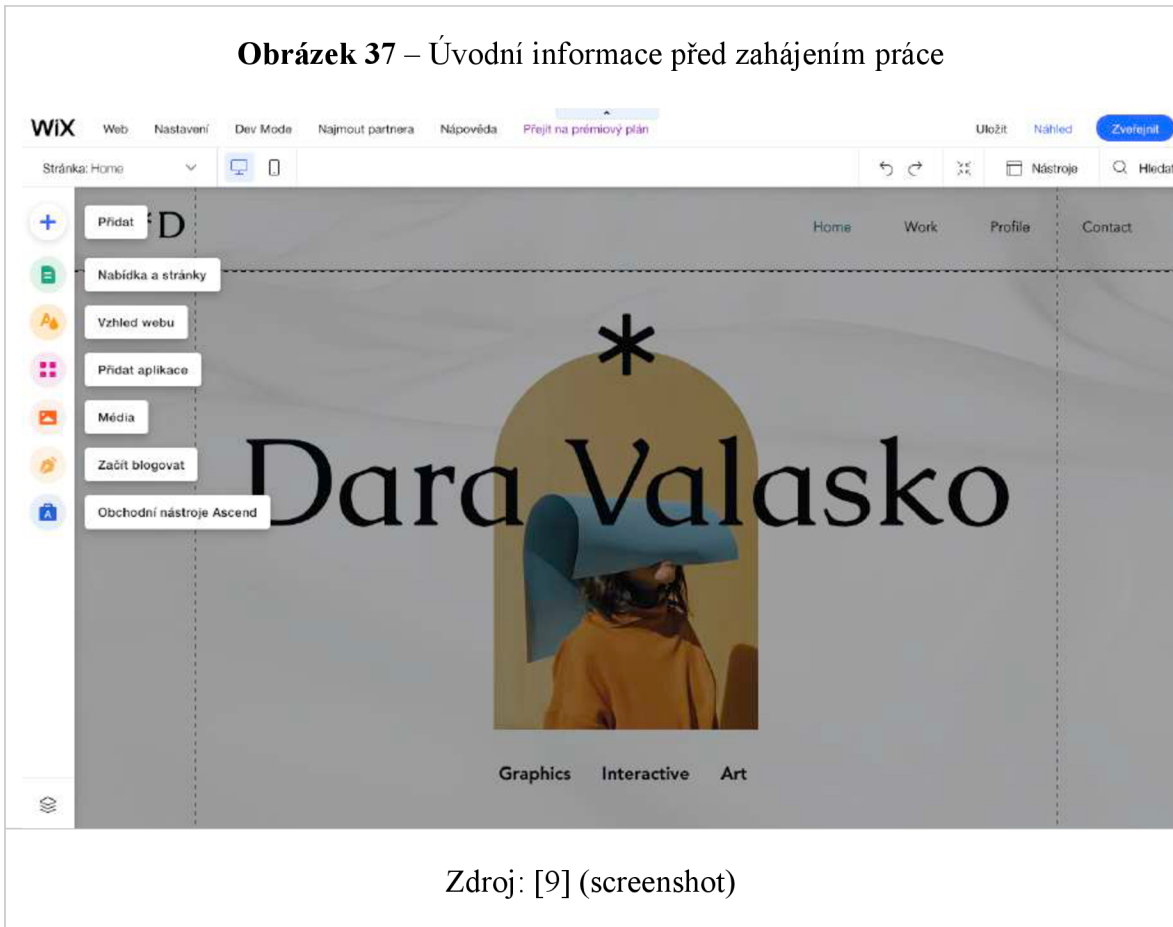 Obrázek 37 – Úvodní informace před zahájením práce
WiX Web Nastavení Dev Mode Najmout partnera Nápověda Přejít na prémiový plán Uložit Náhled Zveřejnit
Stránka: Home Nástroje Hledat
Přidat * D Home Work Profile Contact
Nabídka a stránky
Vzhled webu
Přidat aplikace
Média
Dara Valasko
Začít blogovat
Obchodní nástroje Ascend
Graphics Interactive Art
Zdroj: [9] (screenshot)